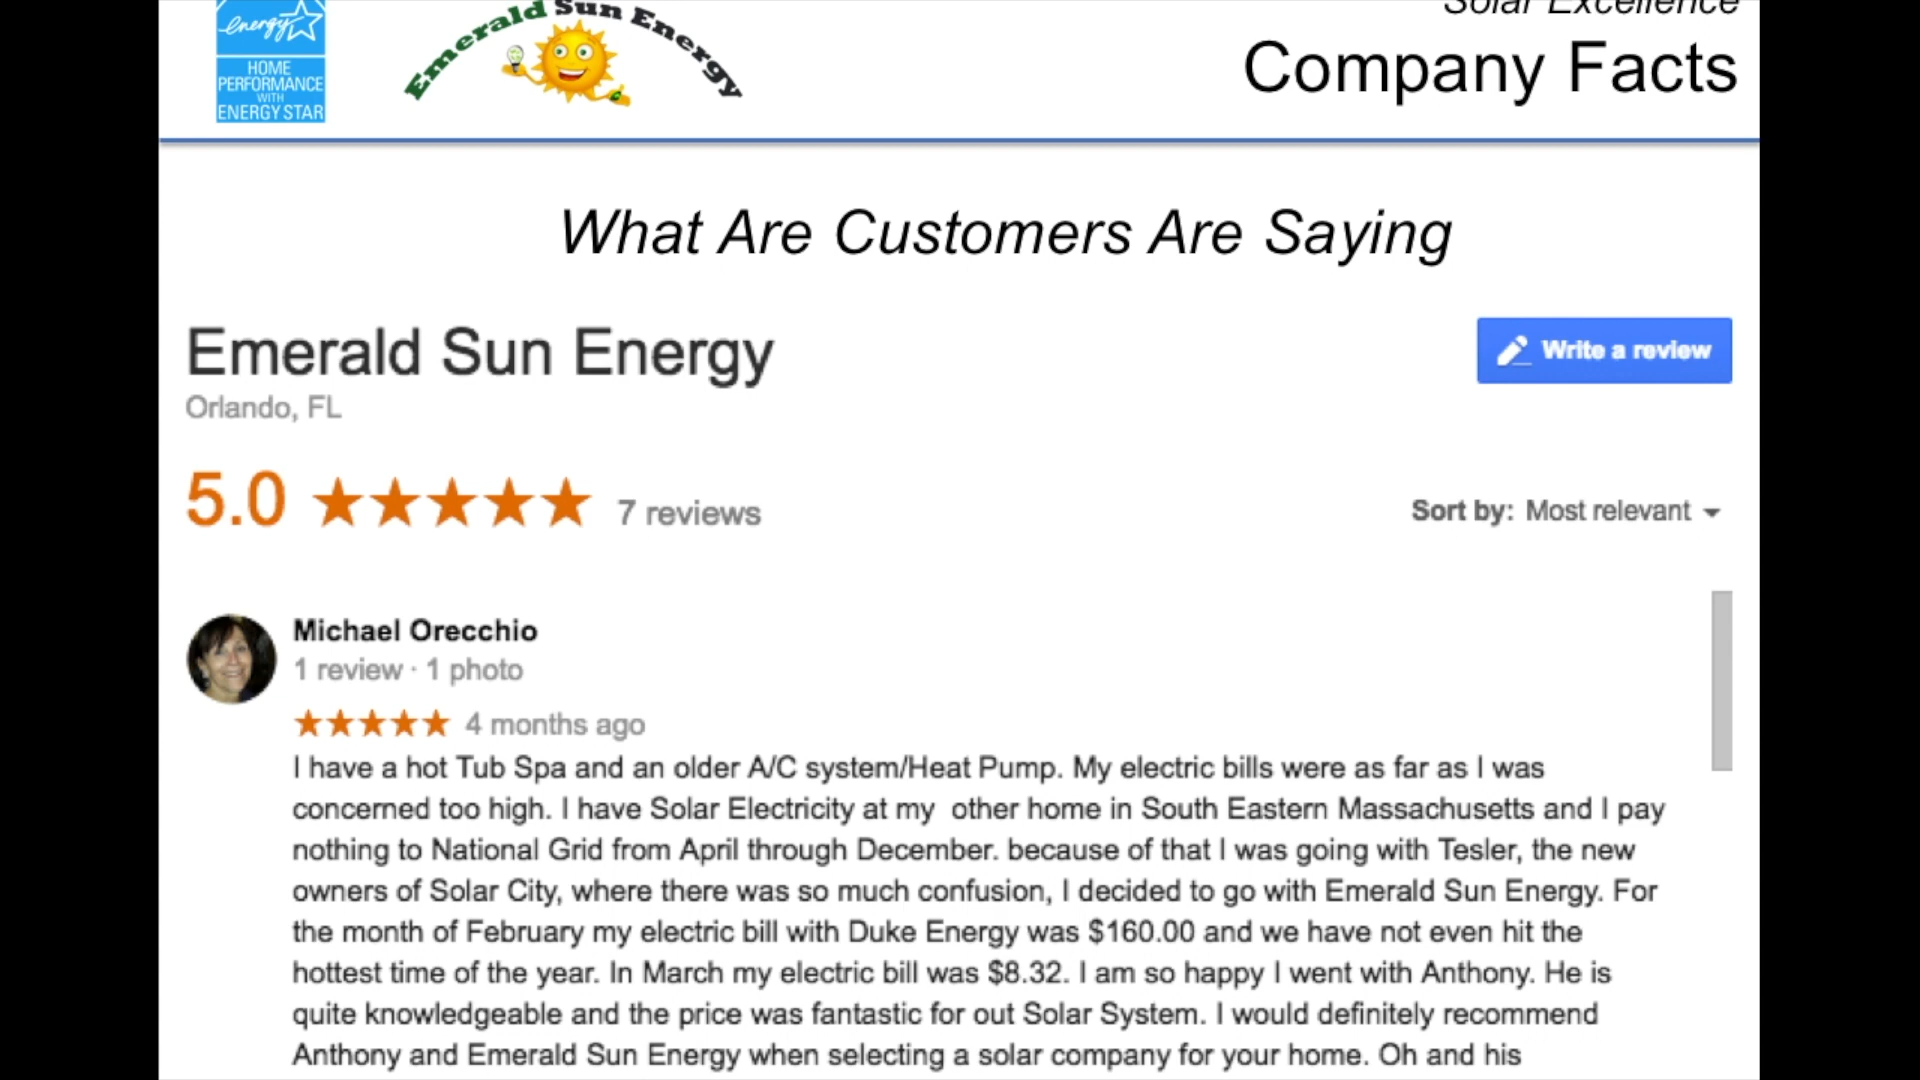 Solar Excellence
energy
HOME
PERFORMANCE
WITH
ENERGY STAR
Emerald Sun Energy
Company Facts
What Are Customers Are Saying
Emerald Sun Energy
Write a review
Orlando, FL
5.0 ★★★★★ 7 reviews
Sort by: Most relevant
Michael Orecchio
1 review · 1 photo
★★★★★ 4 months ago
I have a hot Tub Spa and an older A/C system/Heat Pump. My electric bills were as far as I was
concerned too high. I have Solar Electricity at my  other home in South Eastern Massachusetts and I pay
nothing to National Grid from April through December. because of that I was going with Tesler, the new
owners of Solar City, where there was so much confusion, I decided to go with Emerald Sun Energy. For
the month of February my electric bill with Duke Energy was $160.00 and we have not even hit the
hottest time of the year. In March my electric bill was $8.32. I am so happy I went with Anthony. He is
quite knowledgeable and the price was fantastic for out Solar System. I would definitely recommend
Anthony and Emerald Sun Energy when selecting a solar company for your home. Oh and his